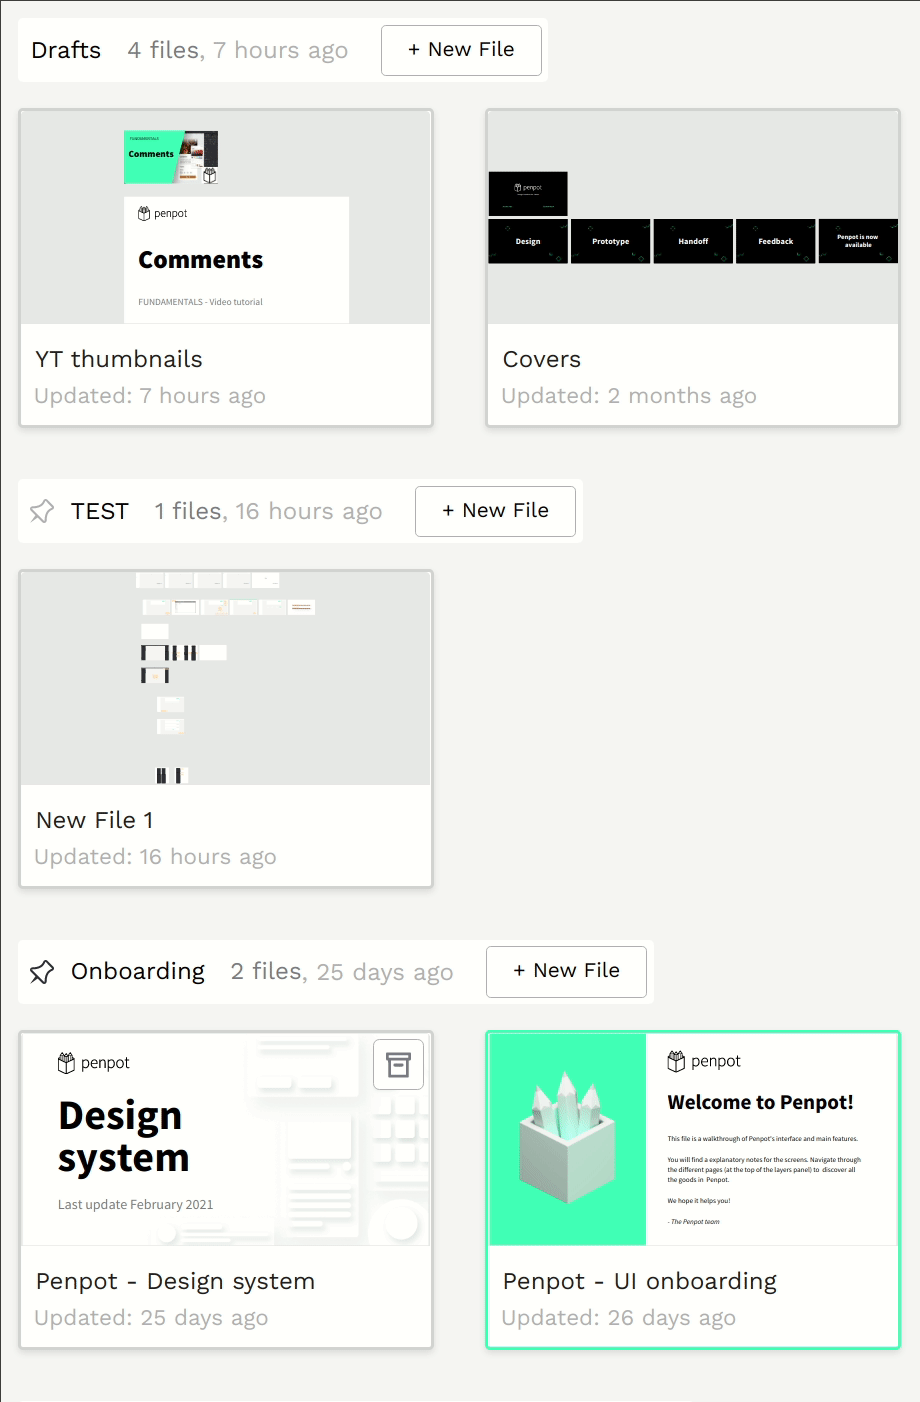 Drafts 4 files, 7 hours ago + New File
FUNDAMENTALS
Comments
penpot
Comments
FUNDAMENTALS - Video tutorial
penpot
Design
Prototype
Handoff
Feedback
Penpot is now
available
YT thumbnails
Updated: 7 hours ago
Covers
Updated: 2 months ago
TEST 1 files, 16 hours ago + New File
New File 1
Updated: 16 hours ago
Onboarding 2 files, 25 days ago + New File
penpot
Design
system
Last update February 2021
penpot
Welcome to Penpot!
This file is a walkthrough of Penpot's interface and main features.
You will find a explanatory notes for the screens. Navigate through
the different pages (at the top of the layers panel) to discover all
the goods in Penpot.
We hope it helps you!
- The Penpot team
Penpot - Design system
Updated: 25 days ago
Penpot - UI onboarding
Updated: 26 days ago